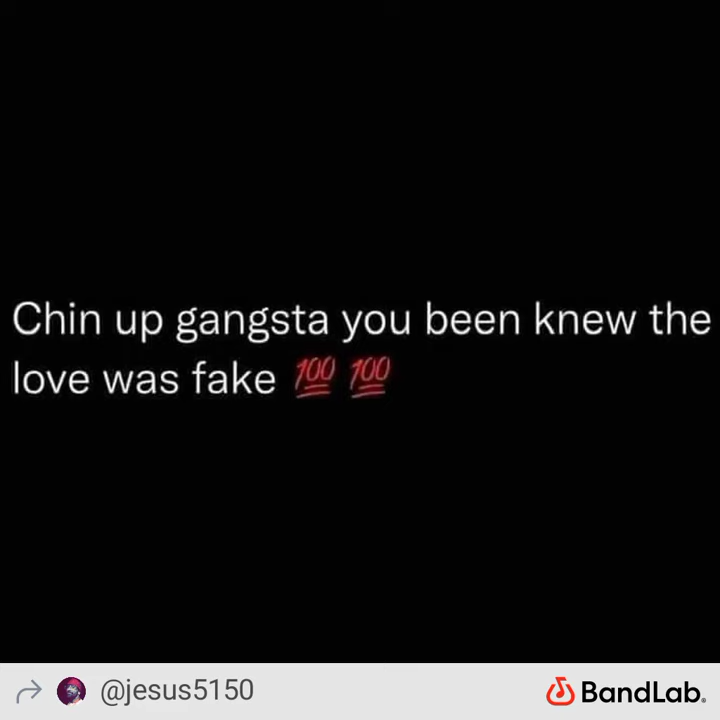 Chin up gangsta you been knew the
love was fake 💯 💯
@jesus5150
BandLab.